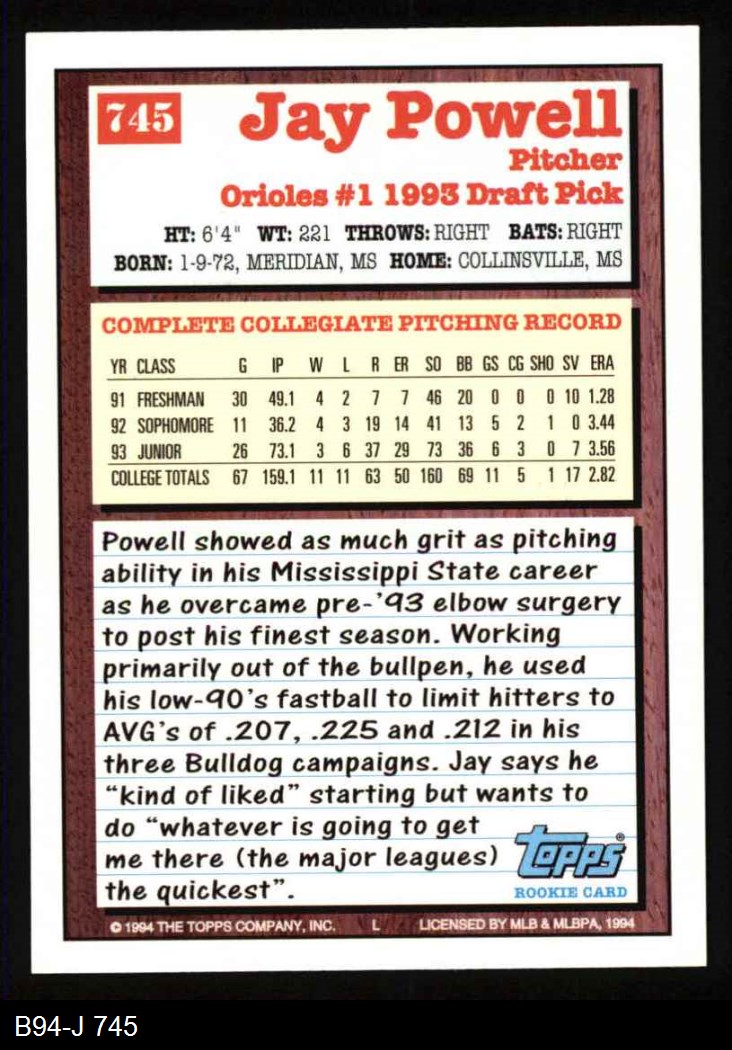 745
Jay Powell
Pitcher
Orioles #1 1993 Draft Pick
HT: 6'4" WT: 221 THROWS: RIGHT BATS: RIGHT
BORN: 1-9-72, MERIDIAN, MS HOME: COLLINSVILLE, MS
COMPLETE COLLEGIATE PITCHING RECORD
YR CLASS G IP W L R ER SO BB GS CG SHO SV ERA
91 FRESHMAN 30 49.1 4 2 7 7 46 20 0 0 0 10 1.28
92 SOPHOMORE 11 36.2 4 3 19 14 41 13 5 2 1 0 3.44
93 JUNIOR 26 73.1 3 6 37 29 73 36 6 3 0 7 3.56
COLLEGE TOTALS 67 159.1 11 11 63 50 160 69 11 5 1 17 2.82
Powell showed as much grit as pitching
ability in his Mississippi State career
as he overcame pre-'93 elbow surgery
to post his finest season. Working
primarily out of the bullpen, he used
his low-90's fastball to limit hitters to
AVG's of .207, .225 and .212 in his
three Bulldog campaigns. Jay says he
“kind of liked” starting but wants to
do “whatever is going to get
me there (the major leagues)
the quickest”.
Topps®
ROOKIE CARD
© 1994 THE TOPPS COMPANY, INC. L LICENSED BY MLB & MLBPA, 1994
B94-J 745